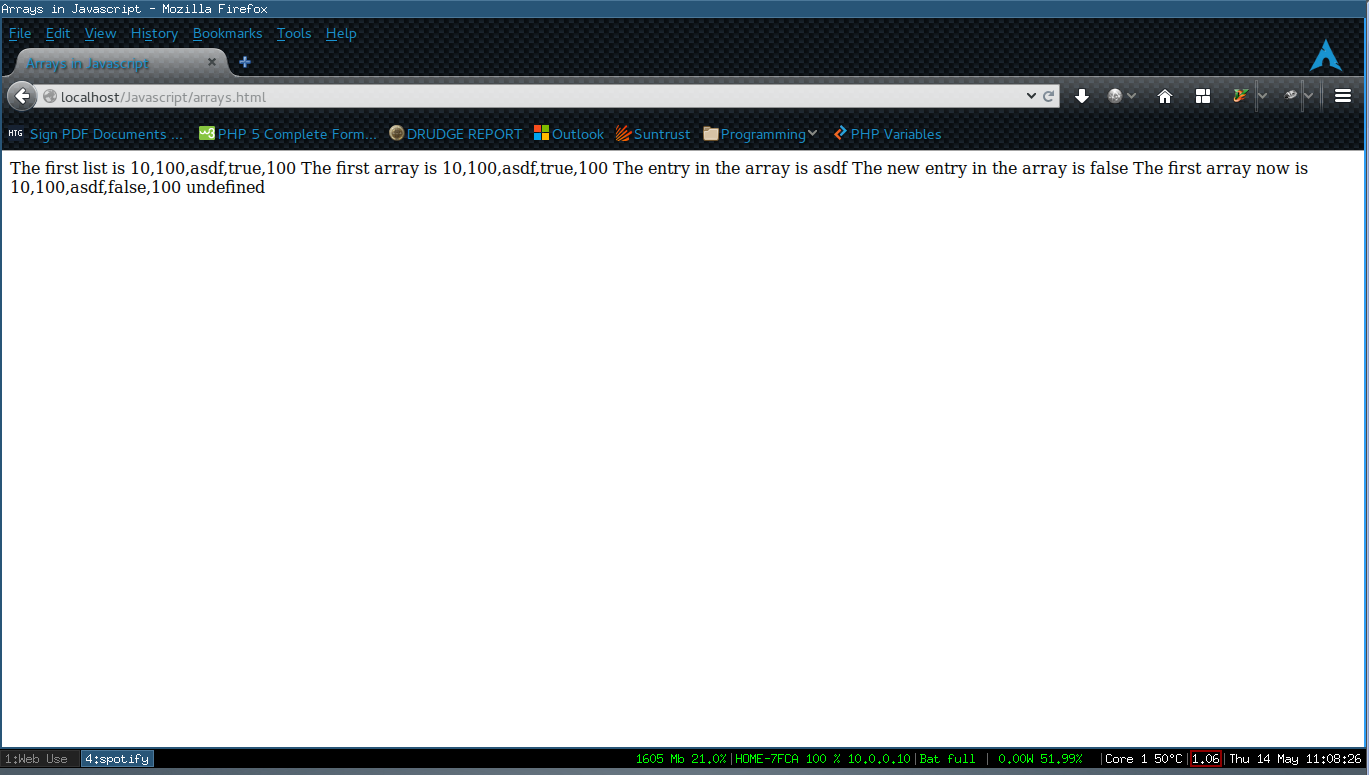 Arrays in Javascript - Mozilla Firefox
File Edit View History Bookmarks Tools Help
Arrays in Javascript
localhost/Javascript/arrays.html
HTG Sign PDF Documents ... PHP 5 Complete Form... DRUDGE REPORT Outlook Suntrust Programming PHP Variables
The first list is 10,100,asdf,true,100 The first array is 10,100,asdf,true,100 The entry in the array is asdf The new entry in the array is false The first array now is
10,100,asdf,false,100 undefined
1:Web Use 4:spotify 1605 Mb 21.0%|HOME-7FCA 100 % 10.0.0.10|Bat full | 0.00W 51.99% |Core 1 50°C|1.06|Thu 14 May 11:08:26